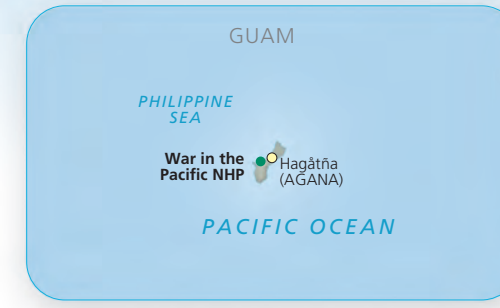 GUAM
PHILIPPINE
SEA
War in the
Pacific NHP
Hagåtña
(AGANA)
PACIFIC OCEAN